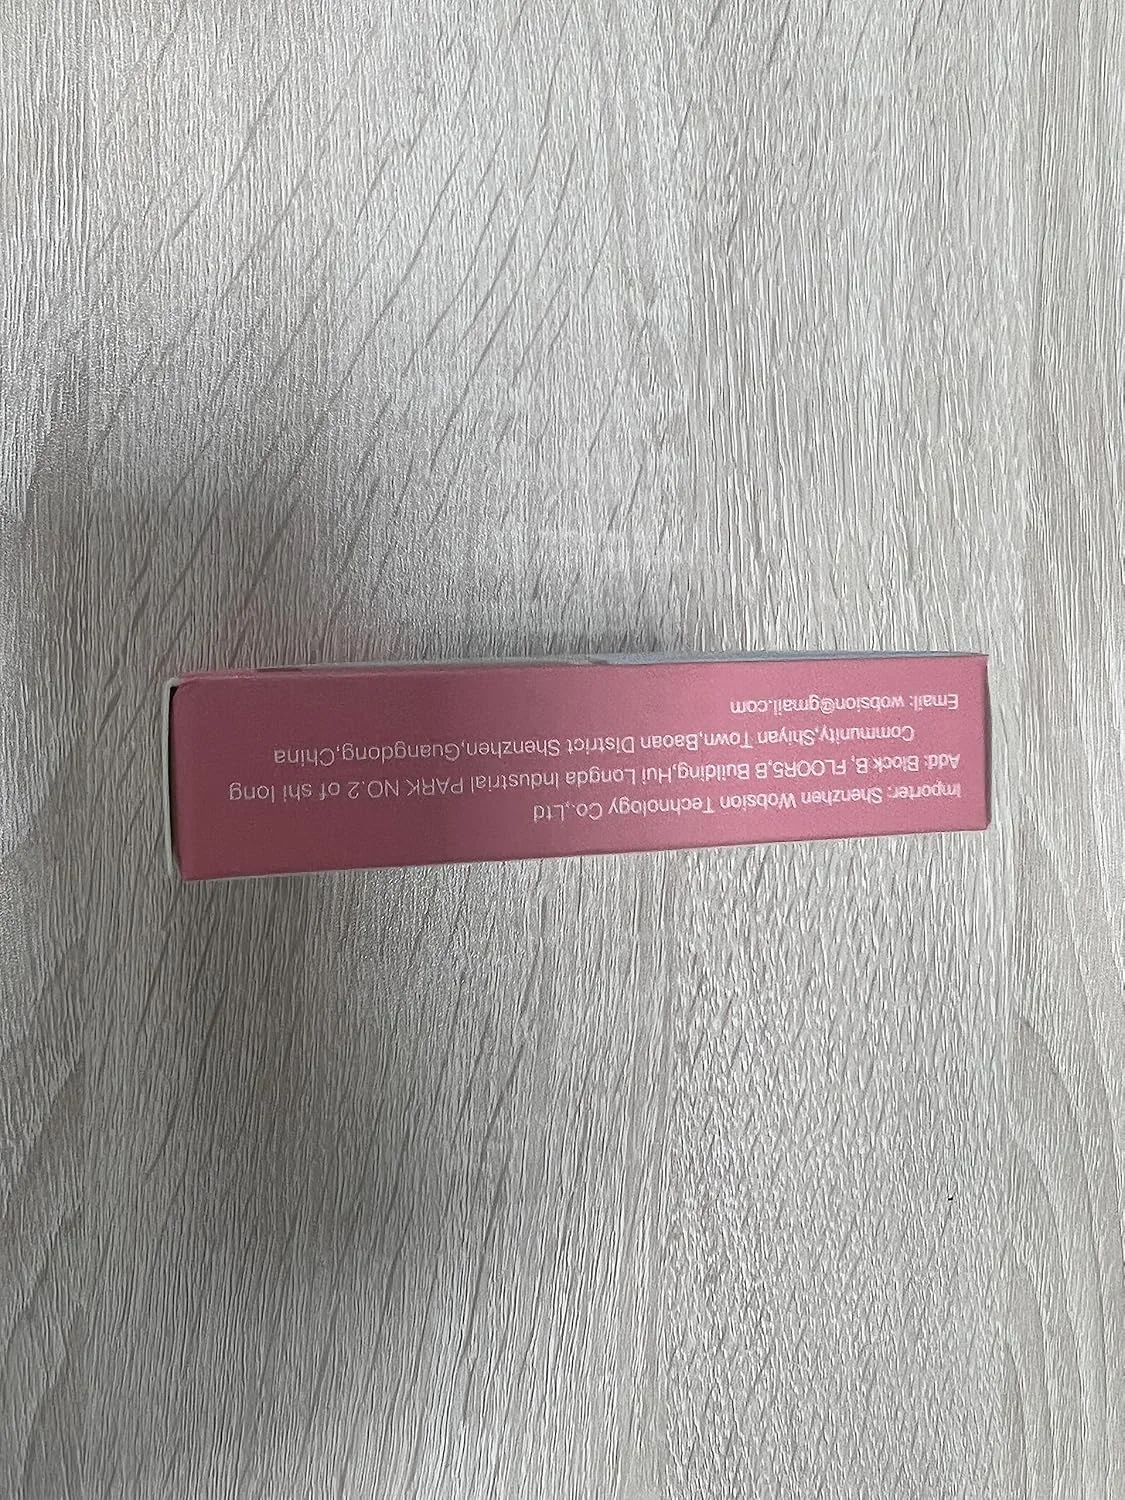 Importer: Shenzhen Wobsion Technology Co.,Ltd
Add: Block B, FLOOR5,B Building,Hui Longda Industrial PARK NO.2 of shi long
Community,Shiyan Town,Baoan District Shenzhen,Guangdong,China
Email: wobsion@gmail.com